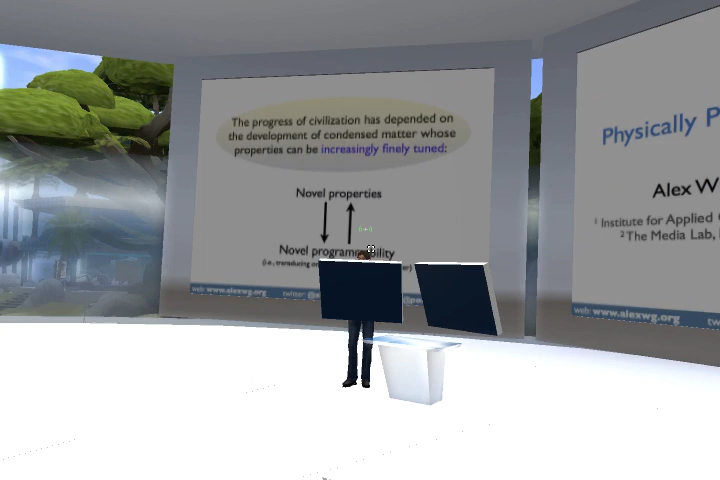 The progress of civilization has depended on
the development of condensed matter whose
properties can be increasingly finely tuned:
Novel properties
Novel programmability
(i.e., transducing
web: www.alexwg.org
twitter:
Physically
Alex W
¹ Institute for Applied
² The Media Lab,
web: www.alexwg.org